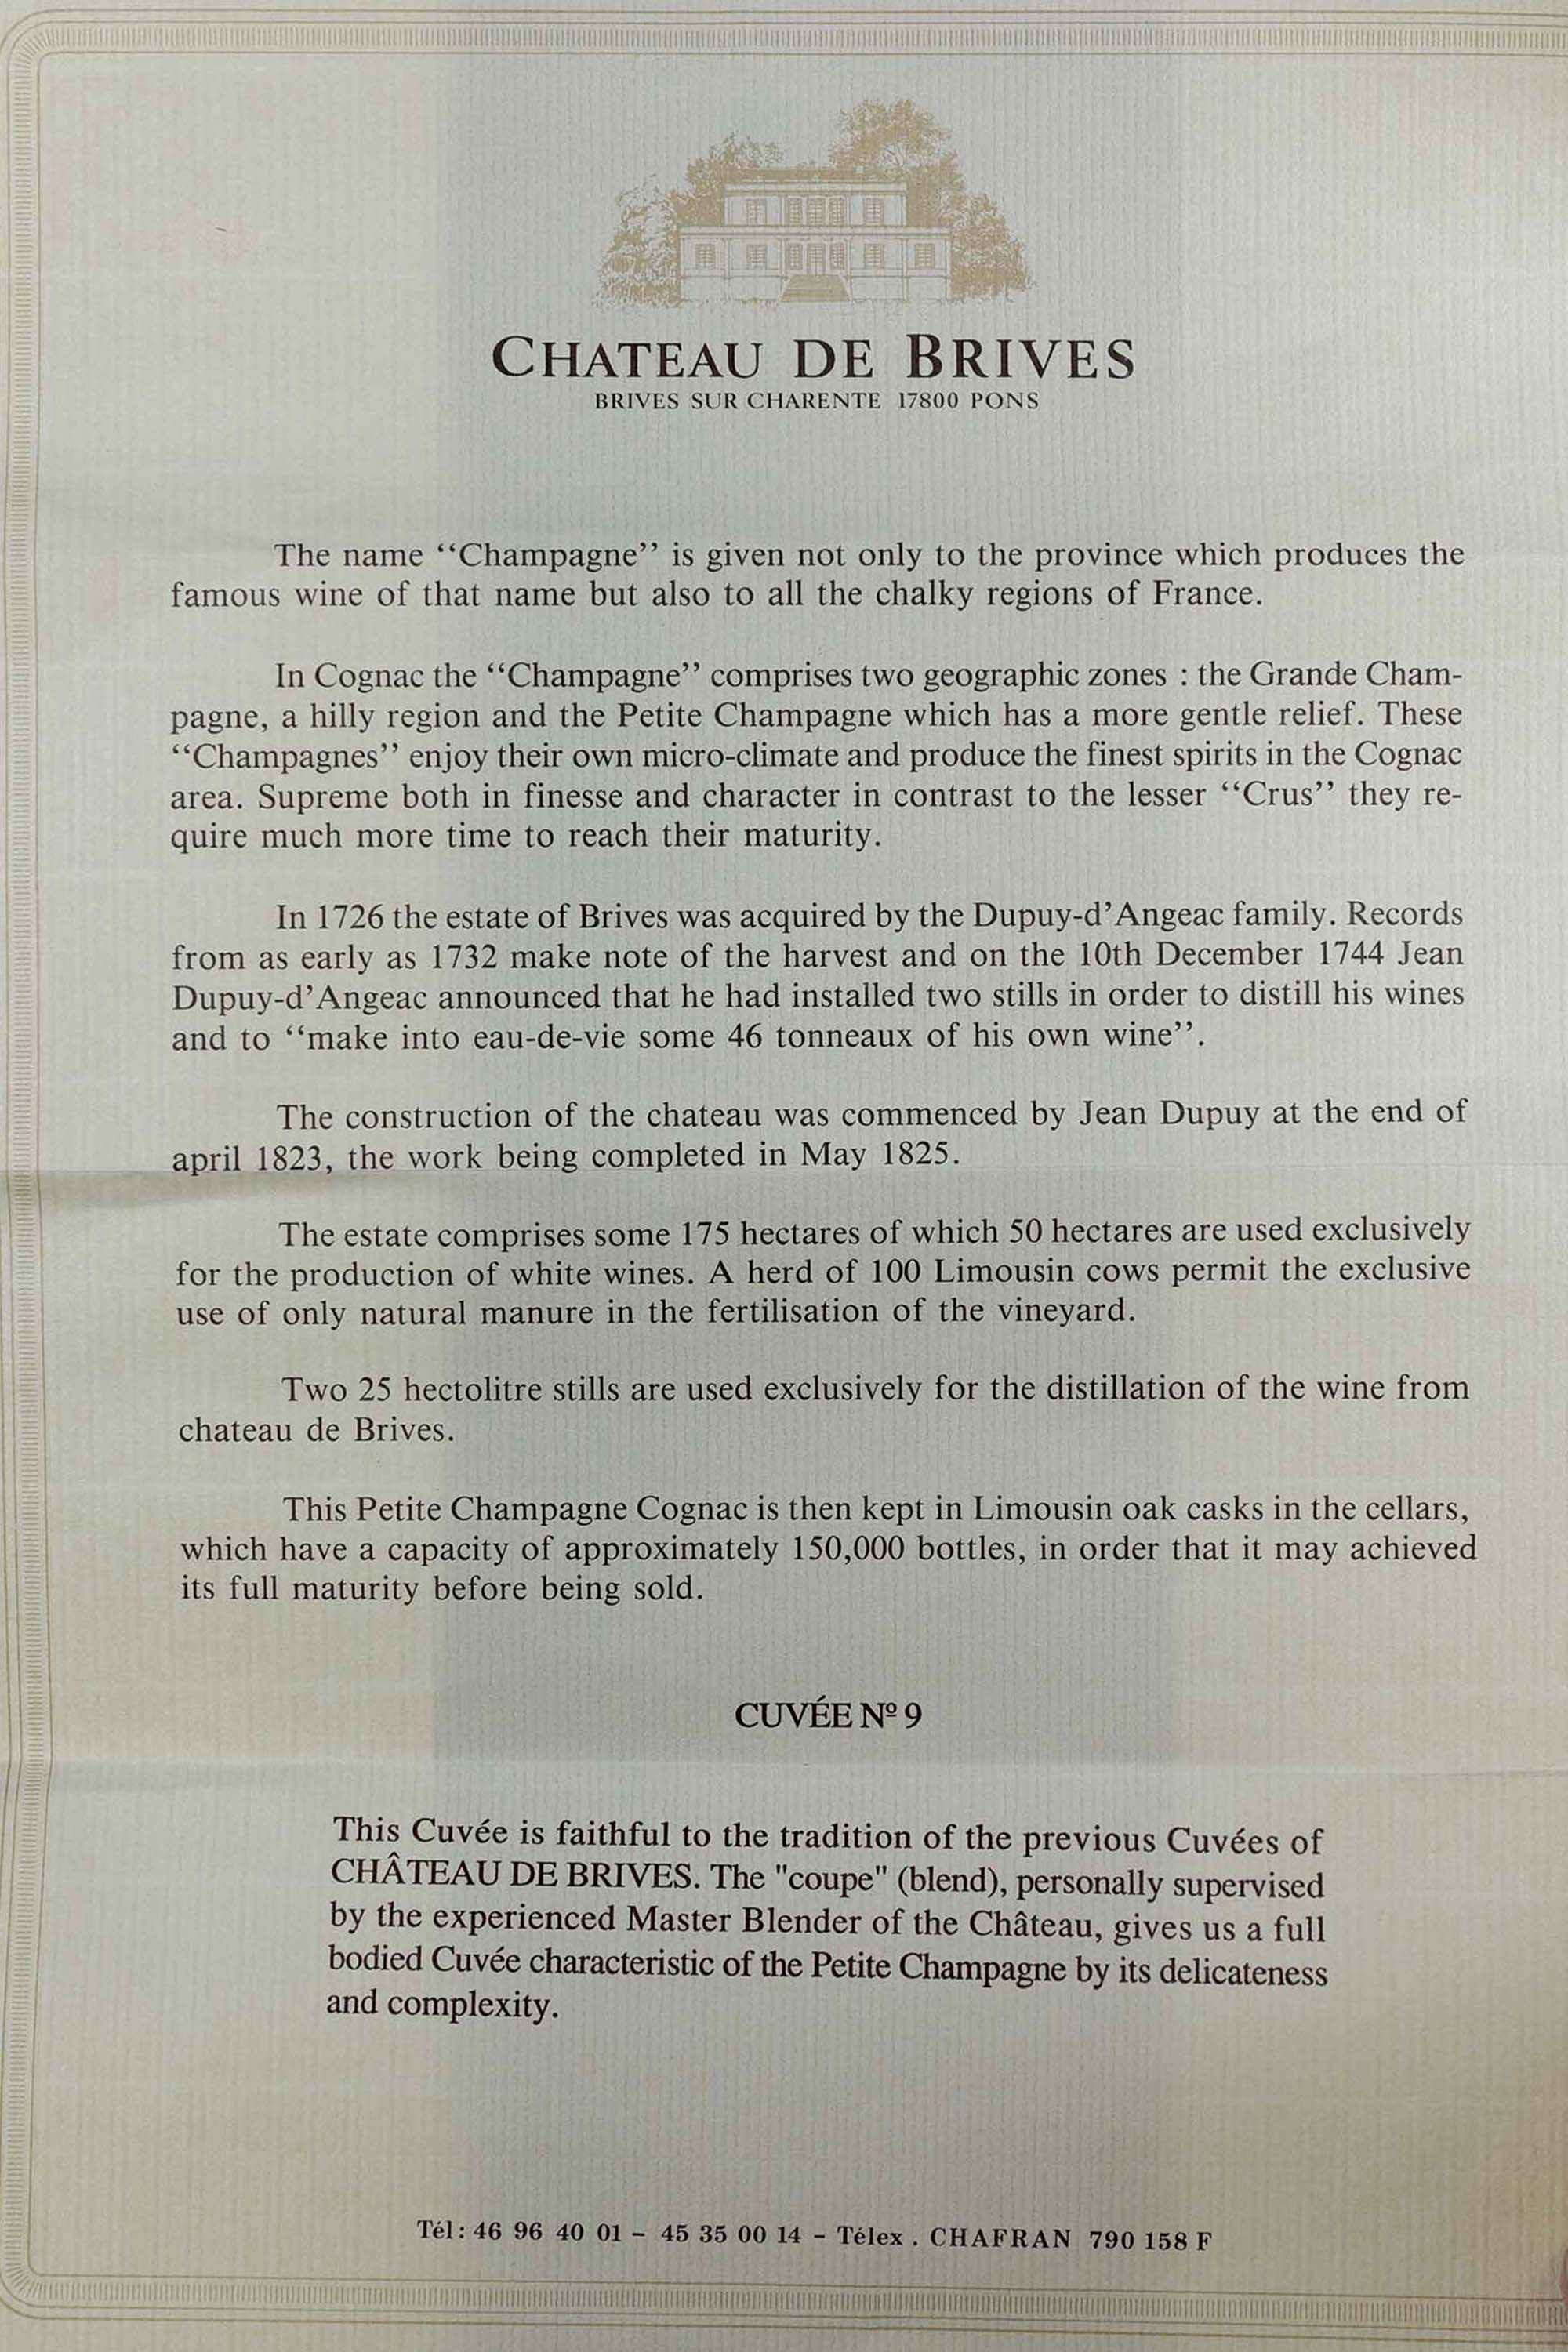 CHATEAU DE BRIVES
BRIVES SUR CHARENTE 17800 PONS
The name ‘‘Champagne’’ is given not only to the province which produces the
famous wine of that name but also to all the chalky regions of France.
In Cognac the ‘‘Champagne’’ comprises two geographic zones : the Grande Cham-
pagne, a hilly region and the Petite Champagne which has a more gentle relief. These
‘‘Champagnes’’ enjoy their own micro-climate and produce the finest spirits in the Cognac
area. Supreme both in finesse and character in contrast to the lesser ‘‘Crus’’ they re-
quire much more time to reach their maturity.
In 1726 the estate of Brives was acquired by the Dupuy-d’Angeac family. Records
from as early as 1732 make note of the harvest and on the 10th December 1744 Jean
Dupuy-d’Angeac announced that he had installed two stills in order to distill his wines
and to ‘‘make into eau-de-vie some 46 tonneaux of his own wine’’.
The construction of the chateau was commenced by Jean Dupuy at the end of
april 1823, the work being completed in May 1825.
The estate comprises some 175 hectares of which 50 hectares are used exclusively
for the production of white wines. A herd of 100 Limousin cows permit the exclusive
use of only natural manure in the fertilisation of the vineyard.
Two 25 hectolitre stills are used exclusively for the distillation of the wine from
chateau de Brives.
This Petite Champagne Cognac is then kept in Limousin oak casks in the cellars,
which have a capacity of approximately 150,000 bottles, in order that it may achieved
its full maturity before being sold.
CUVÉE Nº 9
This Cuvée is faithful to the tradition of the previous Cuvées of
CHÂTEAU DE BRIVES. The "coupe" (blend), personally supervised
by the experienced Master Blender of the Château, gives us a full
bodied Cuvée characteristic of the Petite Champagne by its delicateness
and complexity.
Tél : 46 96 40 01 – 45 35 00 14 – Télex . CHAFRAN 790 158 F